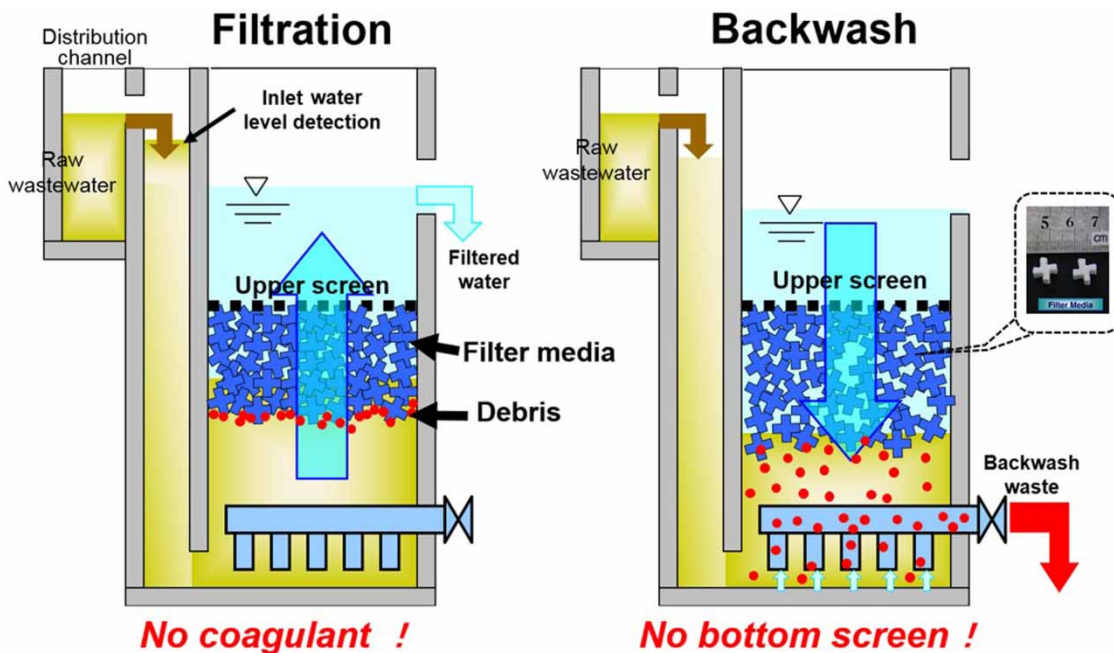 Filtration
Distribution
channel
Inlet water
level detection
Raw
wastewater
Filtered
water
Upper screen
Filter media
Debris
No coagulant !
Backwash
Raw
wastewater
Upper screen
5 6 7
cm
Filter Media
Backwash
waste
No bottom screen !